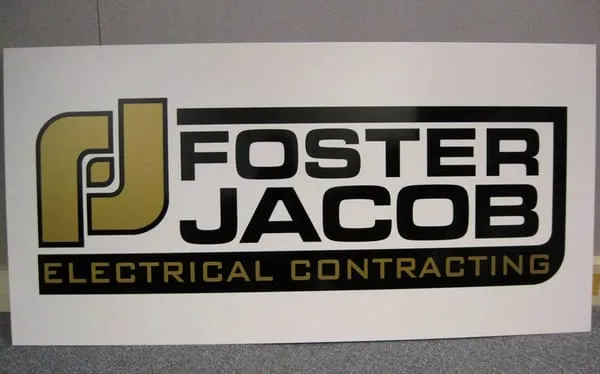 FOSTER
JACOB
ELECTRICAL CONTRACTING